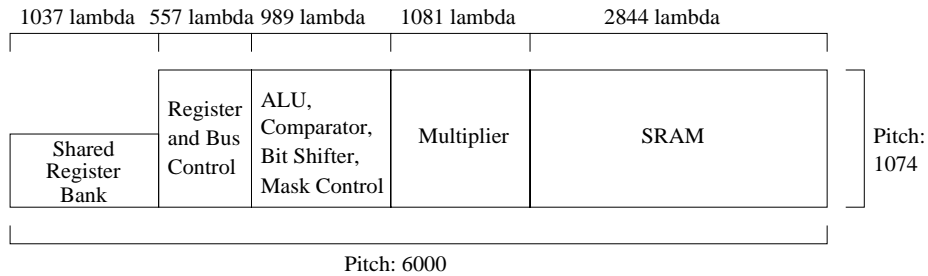 1037 lambda 557 lambda 989 lambda 1081 lambda 2844 lambda
Shared
Register
Bank
Register
and Bus
Control
ALU,
Comparator,
Bit Shifter,
Mask Control
Multiplier
SRAM
Pitch:
1074
Pitch: 6000